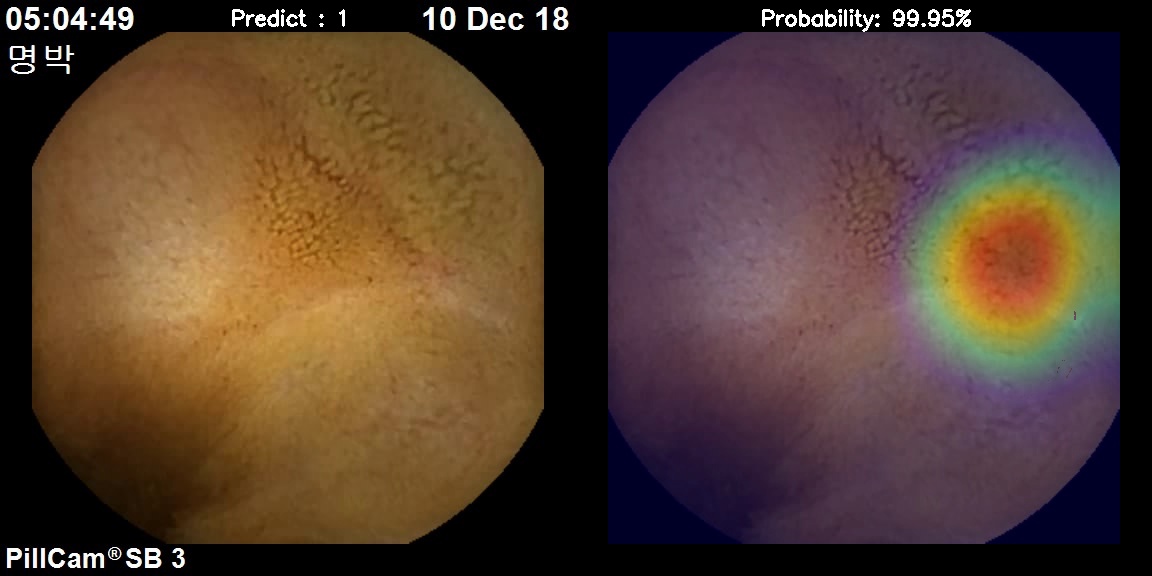 05:04:49
Predict : 1
10 Dec 18
Probability: 99.95%
명박
PillCam® SB 3